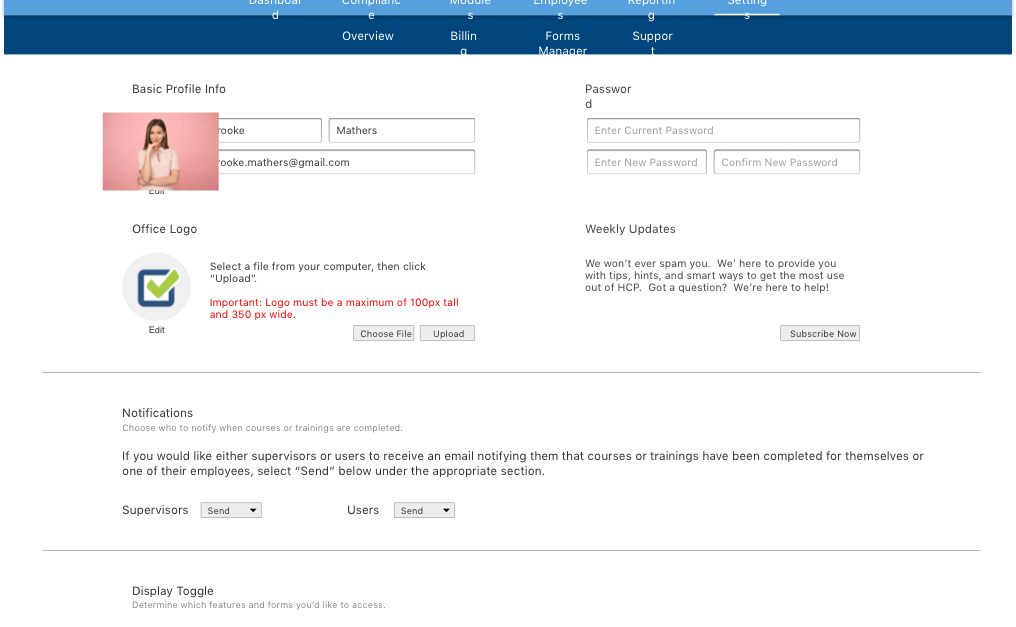 Dashboar Complianc Module Employee Reportin Setting
d e s s g s
Overview Billin Forms Suppor
g Manager t
Basic Profile Info
Passwor
d
rooke Mathers
Enter Current Password
rooke.mathers@gmail.com
Enter New Password Confirm New Password
Edit
Office Logo
Weekly Updates
Select a file from your computer, then click
“Upload”.
Important: Logo must be a maximum of 100px tall
and 350 px wide.
Edit
Choose File Upload
We won’t ever spam you. We’ here to provide you
with tips, hints, and smart ways to get the most use
out of HCP. Got a question? We’re here to help!
Subscribe Now
Notifications
Choose who to notify when courses or trainings are completed.
If you would like either supervisors or users to receive an email notifying them that courses or trainings have been completed for themselves or
one of their employees, select “Send” below under the appropriate section.
Supervisors Send Users Send
Display Toggle
Determine which features and forms you’d like to access.